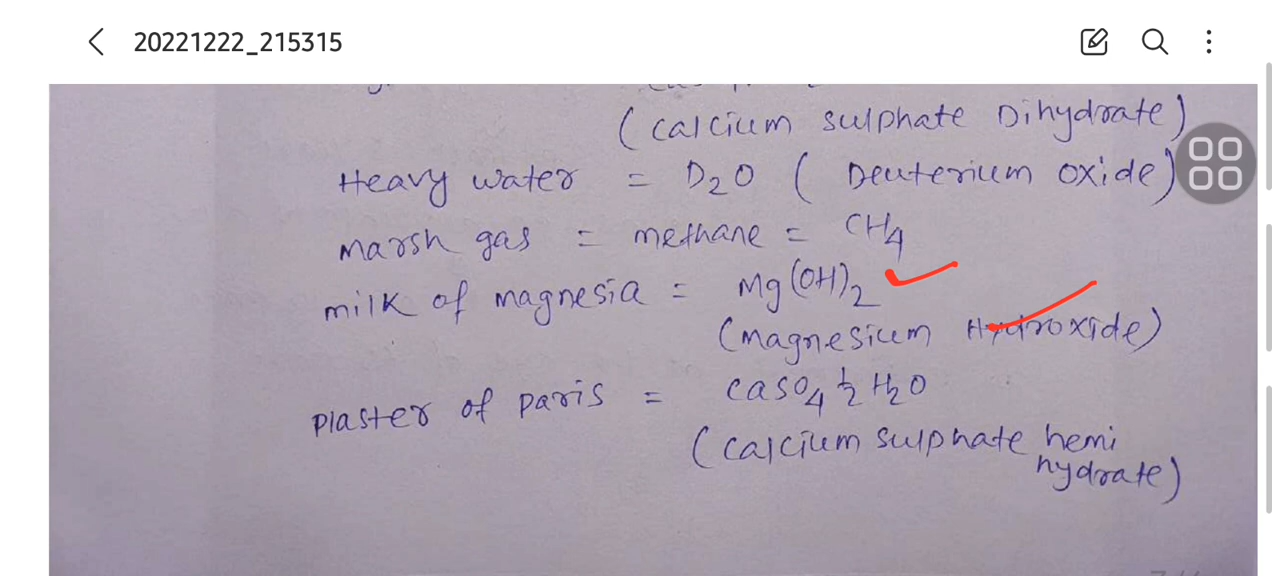 20221222_215315
(calcium sulphate Dihydrate)
Heavy water = D2O (Deuterium oxide)
marsh gas = methane = CH4
milk of magnesia = Mg(OH)2
(magnesium Hydroxide)
plaster of paris = caso4 ½ H2O
(calcium sulphate hemi
hydrate)